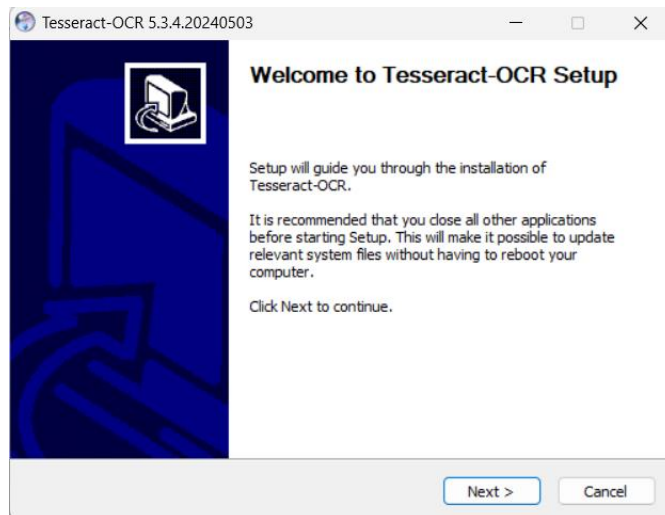 Tesseract-OCR 5.3.4.20240503
Welcome to Tesseract-OCR Setup
Setup will guide you through the installation of
Tesseract-OCR.
It is recommended that you close all other applications
before starting Setup. This will make it possible to update
relevant system files without having to reboot your
computer.
Click Next to continue.
Next >
Cancel